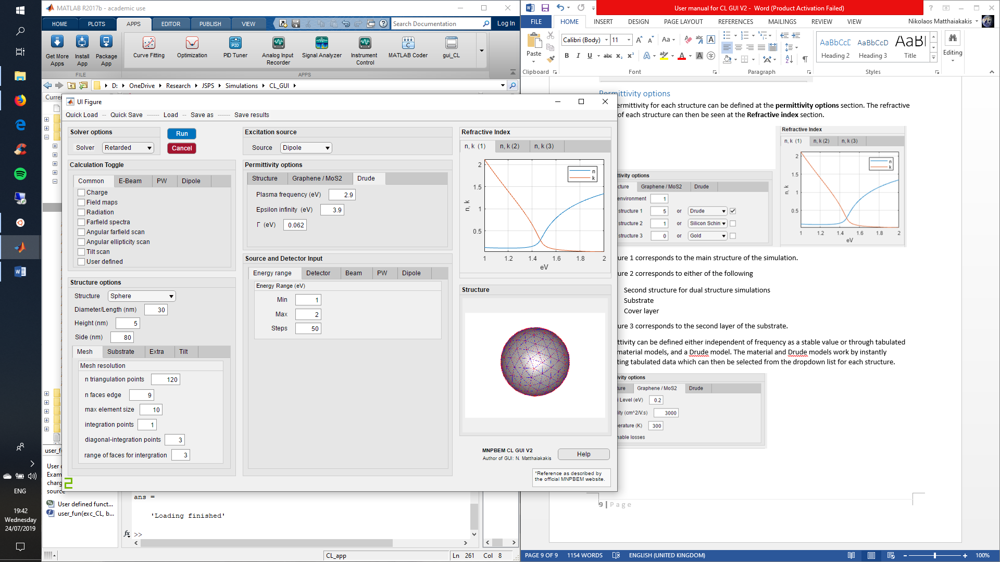 MATLAB R2017b - academic use
HOME PLOTS APPS EDITOR PUBLISH VIEW
Search Documentation
Log In
Get More Apps
Install App
Package App
Curve Fitting
Optimization
PID Tuner
Analog Input Recorder
Signal Analyzer
Instrument Control
MATLAB Coder
gui_CL
FILE
APPS
D: OneDrive Research JSPS Simulations CL_GUI
UI Figure
Quick Load -- Quick Save ------ Load -- Save as ------ Save results
Solver options
Solver Retarded
Run
Cancel
Calculation Toggle
Common E-Beam PW Dipole
Charge
Field maps
Radiation
Farfield spectra
Angular farfield scan
Angular ellipticity scan
Tilt scan
User defined
Structure options
Structure Sphere
Diameter/Length (nm) 30
Height (nm) 5
Side (nm) 80
Mesh Substrate Extra Tilt
Mesh resolution
n triangulation points 120
n faces edge 9
max element size 10
integration points 1
diagonal-integration points 3
range of faces for intergration 3
Excitation source
Source Dipole
Permittivity options
Structure Graphene / MoS2 Drude
Plasma frequency (eV) 2.9
Epsilon infinity (eV) 3.9
Γ (eV) 0.062
Source and Detector Input
Energy range Detector Beam PW Dipole
Energy Range (eV)
Min 1
Max 2
Steps 50
Refractive Index
n, k (1) n, k (2) n, k (3)
n
k
2
1.5
1
0.5
n, k
1 1.2 1.4 1.6 1.8 2
eV
Structure
MNPBEM CL GUI V2
Author of GUI: N. Matthaiakakis
Help
*Reference as described by
the official MNPBEM website.
User defined funct...
user_fun(exc_CL, b...
source
ans =
'Loading finished'
fx >>
CL_app
Ln 261 Col 8
ENG
19:42
Wednesday
24/07/2019
User manual for CL GUI V2 - Word (Product Activation Failed)
FILE HOME INSERT DESIGN PAGE LAYOUT REFERENCES MAILINGS REVIEW VIEW
Nikolaos Matthaiakakis
Paste
Calibri (Body) 11
AaBbCcD AaBbCcD AaBl
Heading 2 Heading 3 Title
Editing
Clipboard Font Paragraph Styles
Permittivity options
ermittivity for each structure can be defined at the permittivity options section. The refractive
of each structure can then be seen at the Refractive index section.
Refractive Index
n, k (1) n, k (2) n, k (3)
n
k
2
1.5
1
0.5
n, k
1 1.2 1.4 1.6 1.8 2
eV
tivity options
cture Graphene / MoS2 Drude
environment 1
structure 1 5 or Drude
structure 2 1 or Silicon Schin
structure 3 0 or Gold
ure 1 corresponds to the main structure of the simulation.
ure 2 corresponds to either of the following
Second structure for dual structure simulations
Substrate
Cover layer
ure 3 corresponds to the second layer of the substrate.
ttivity can be defined either independent of frequency as a stable value or through tabulated
material models, and a Drude model. The material and Drude models work by instantly
ting tabulated data which can then be selected from the dropdown list for each structure.
ivity options
ure Graphene / MoS2 Drude
i Level (eV) 0.2
lity (cm^2/V.s) 3000
erature (K) 300
nable losses
9 | Page
PAGE 9 OF 9 1154 WORDS ENGLISH (UNITED KINGDOM)
100%